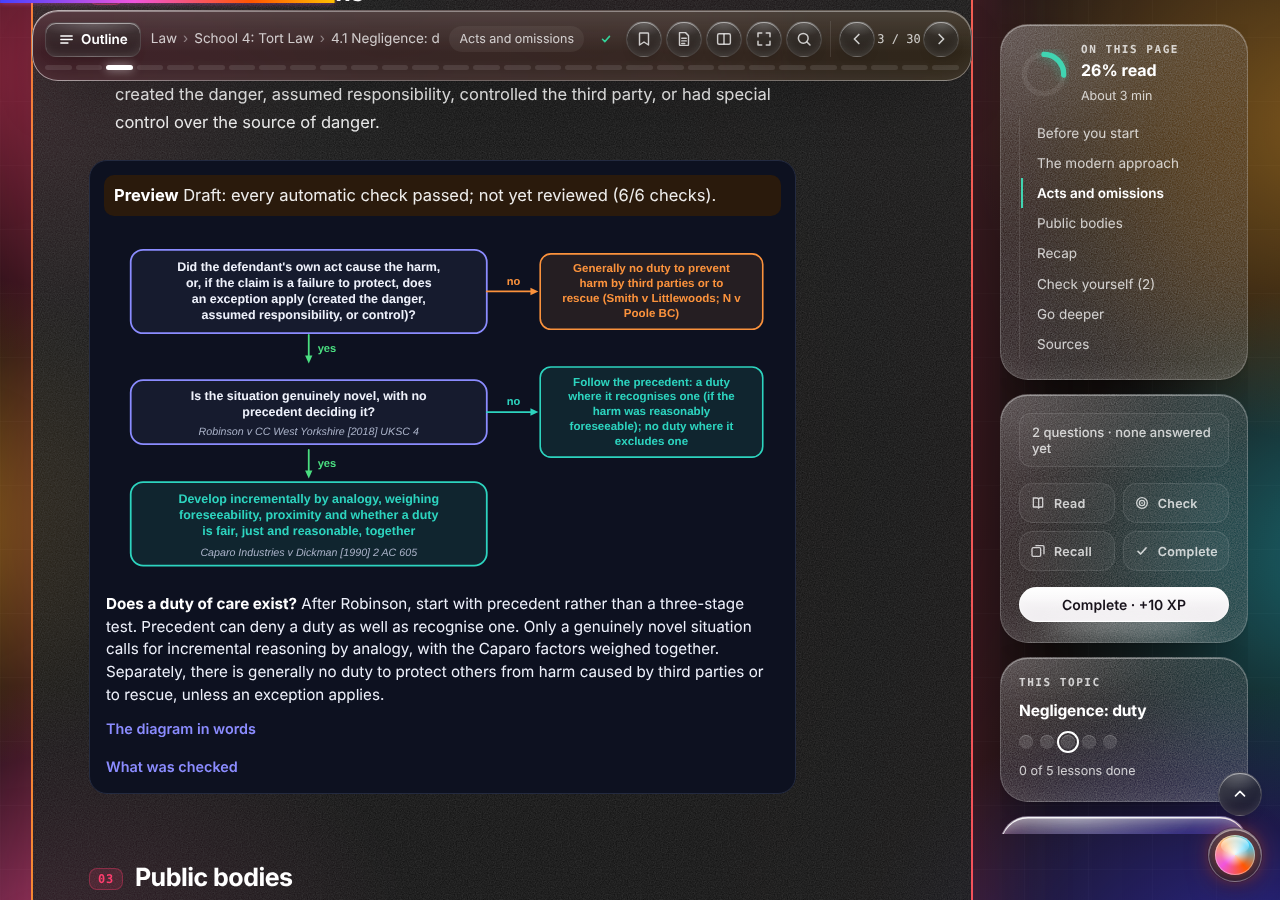 Outline
Law › School 4: Tort Law › 4.1 Negligence: d
Acts and omissions
3 / 30
created the danger, assumed responsibility, controlled the third party, or had special
control over the source of danger.
Preview Draft: every automatic check passed; not yet reviewed (6/6 checks).
Did the defendant's own act cause the harm,
or, if the claim is a failure to protect, does
an exception apply (created the danger,
assumed responsibility, or control)?
no
Generally no duty to prevent
harm by third parties or to
rescue (Smith v Littlewoods; N v
Poole BC)
yes
Is the situation genuinely novel, with no
precedent deciding it?
Robinson v CC West Yorkshire [2018] UKSC 4
no
Follow the precedent: a duty
where it recognises one (if the
harm was reasonably
foreseeable); no duty where it
excludes one
yes
Develop incrementally by analogy, weighing
foreseeability, proximity and whether a duty
is fair, just and reasonable, together
Caparo Industries v Dickman [1990] 2 AC 605
Does a duty of care exist? After Robinson, start with precedent rather than a three-stage
test. Precedent can deny a duty as well as recognise one. Only a genuinely novel situation
calls for incremental reasoning by analogy, with the Caparo factors weighed together.
Separately, there is generally no duty to protect others from harm caused by third parties or
to rescue, unless an exception applies.
The diagram in words
What was checked
03 Public bodies
ON THIS PAGE
26% read
About 3 min
Before you start
The modern approach
Acts and omissions
Public bodies
Recap
Check yourself (2)
Go deeper
Sources
2 questions · none answered
yet
Read
Check
Recall
Complete
Complete · +10 XP
THIS TOPIC
Negligence: duty
0 of 5 lessons done